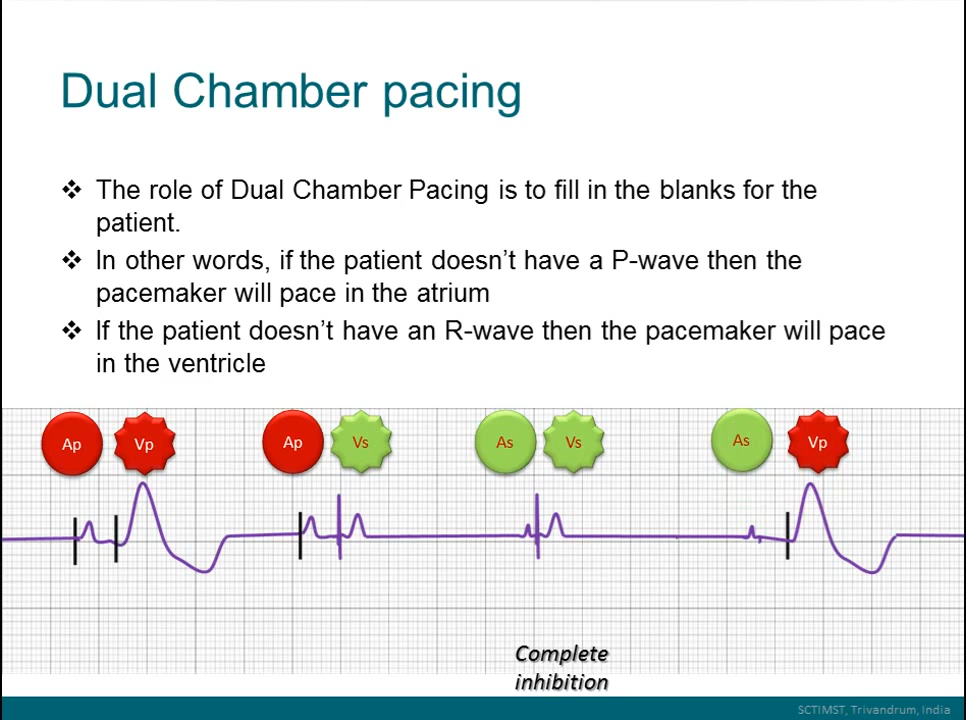 Dual Chamber pacing
❖ The role of Dual Chamber Pacing is to fill in the blanks for the
patient.
❖ In other words, if the patient doesn’t have a P-wave then the
pacemaker will pace in the atrium
❖ If the patient doesn’t have an R-wave then the pacemaker will pace
in the ventricle
Ap Vp Ap Vs As Vs As Vp
Complete
inhibition
SCTIMST, Trivandrum, India